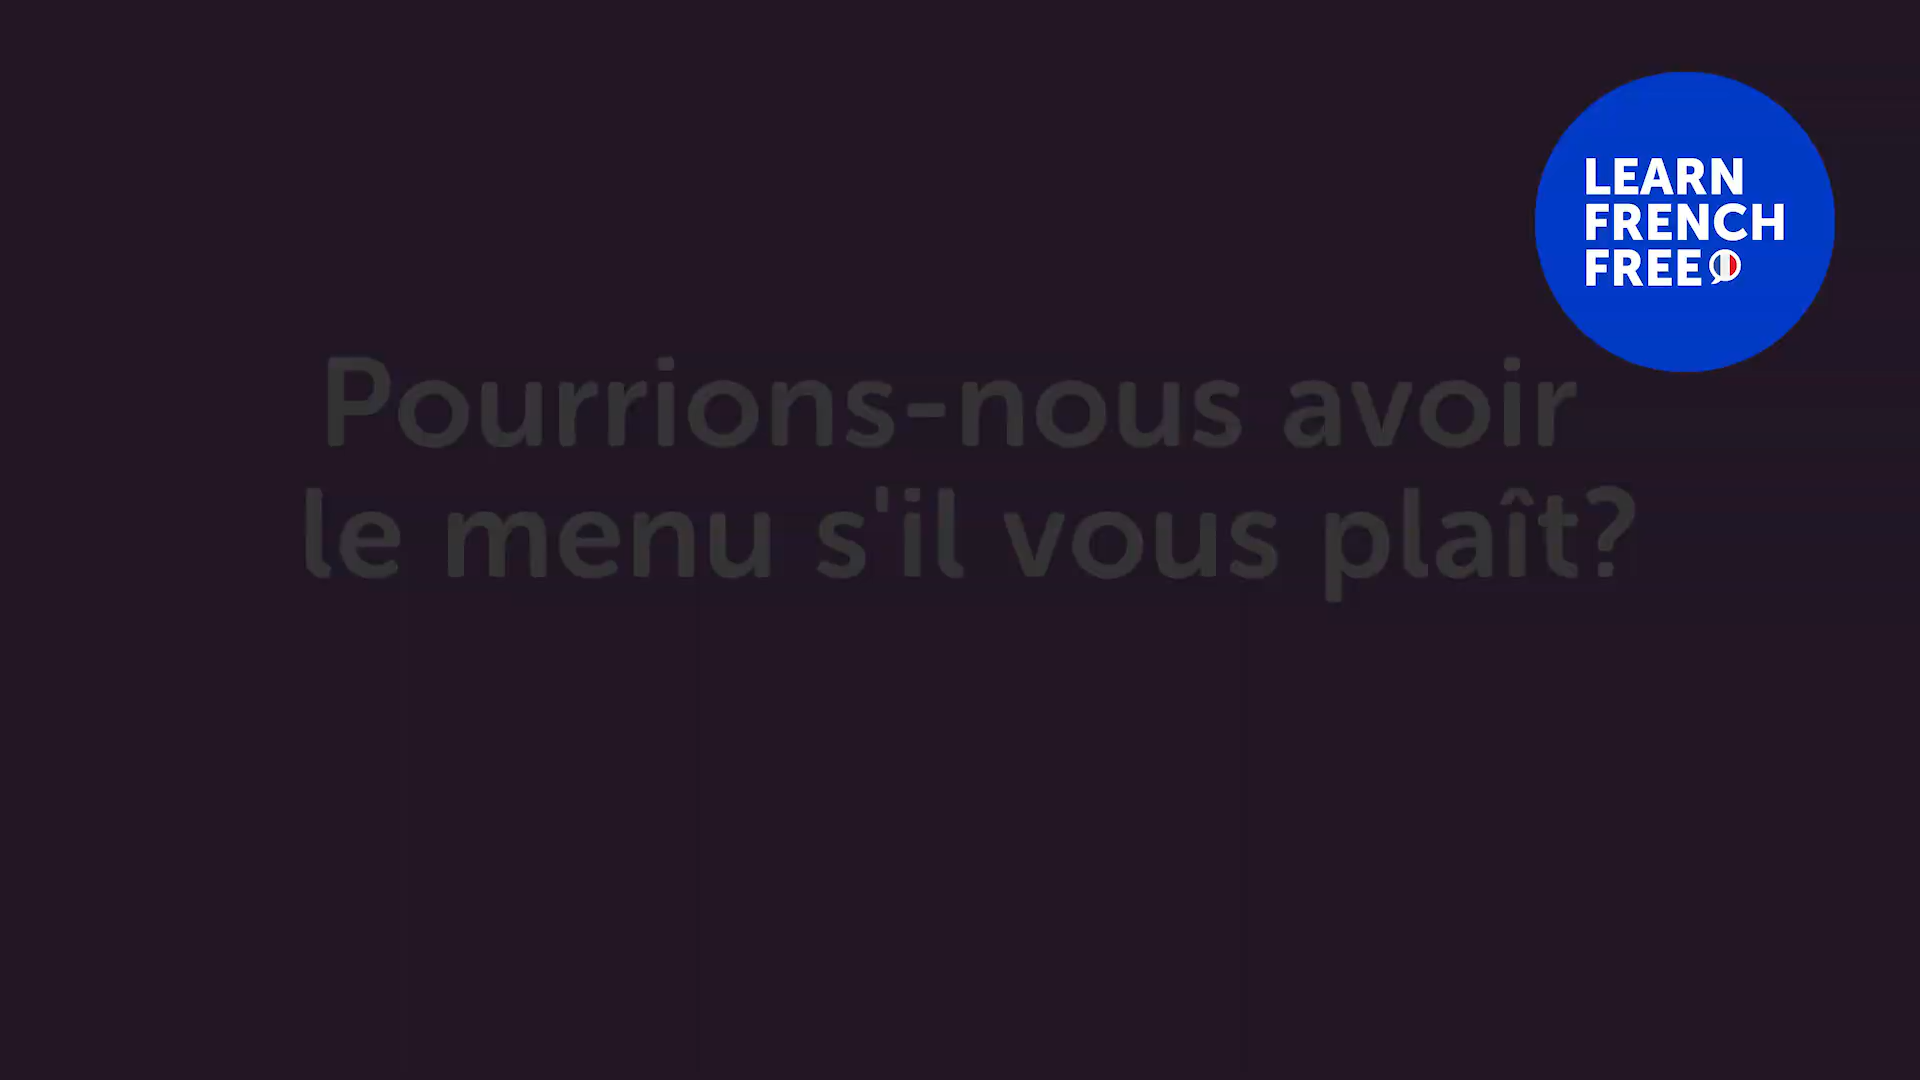 LEARN
FRENCH
FREE
Pourrions-nous avoir
le menu s'il vous plaît?